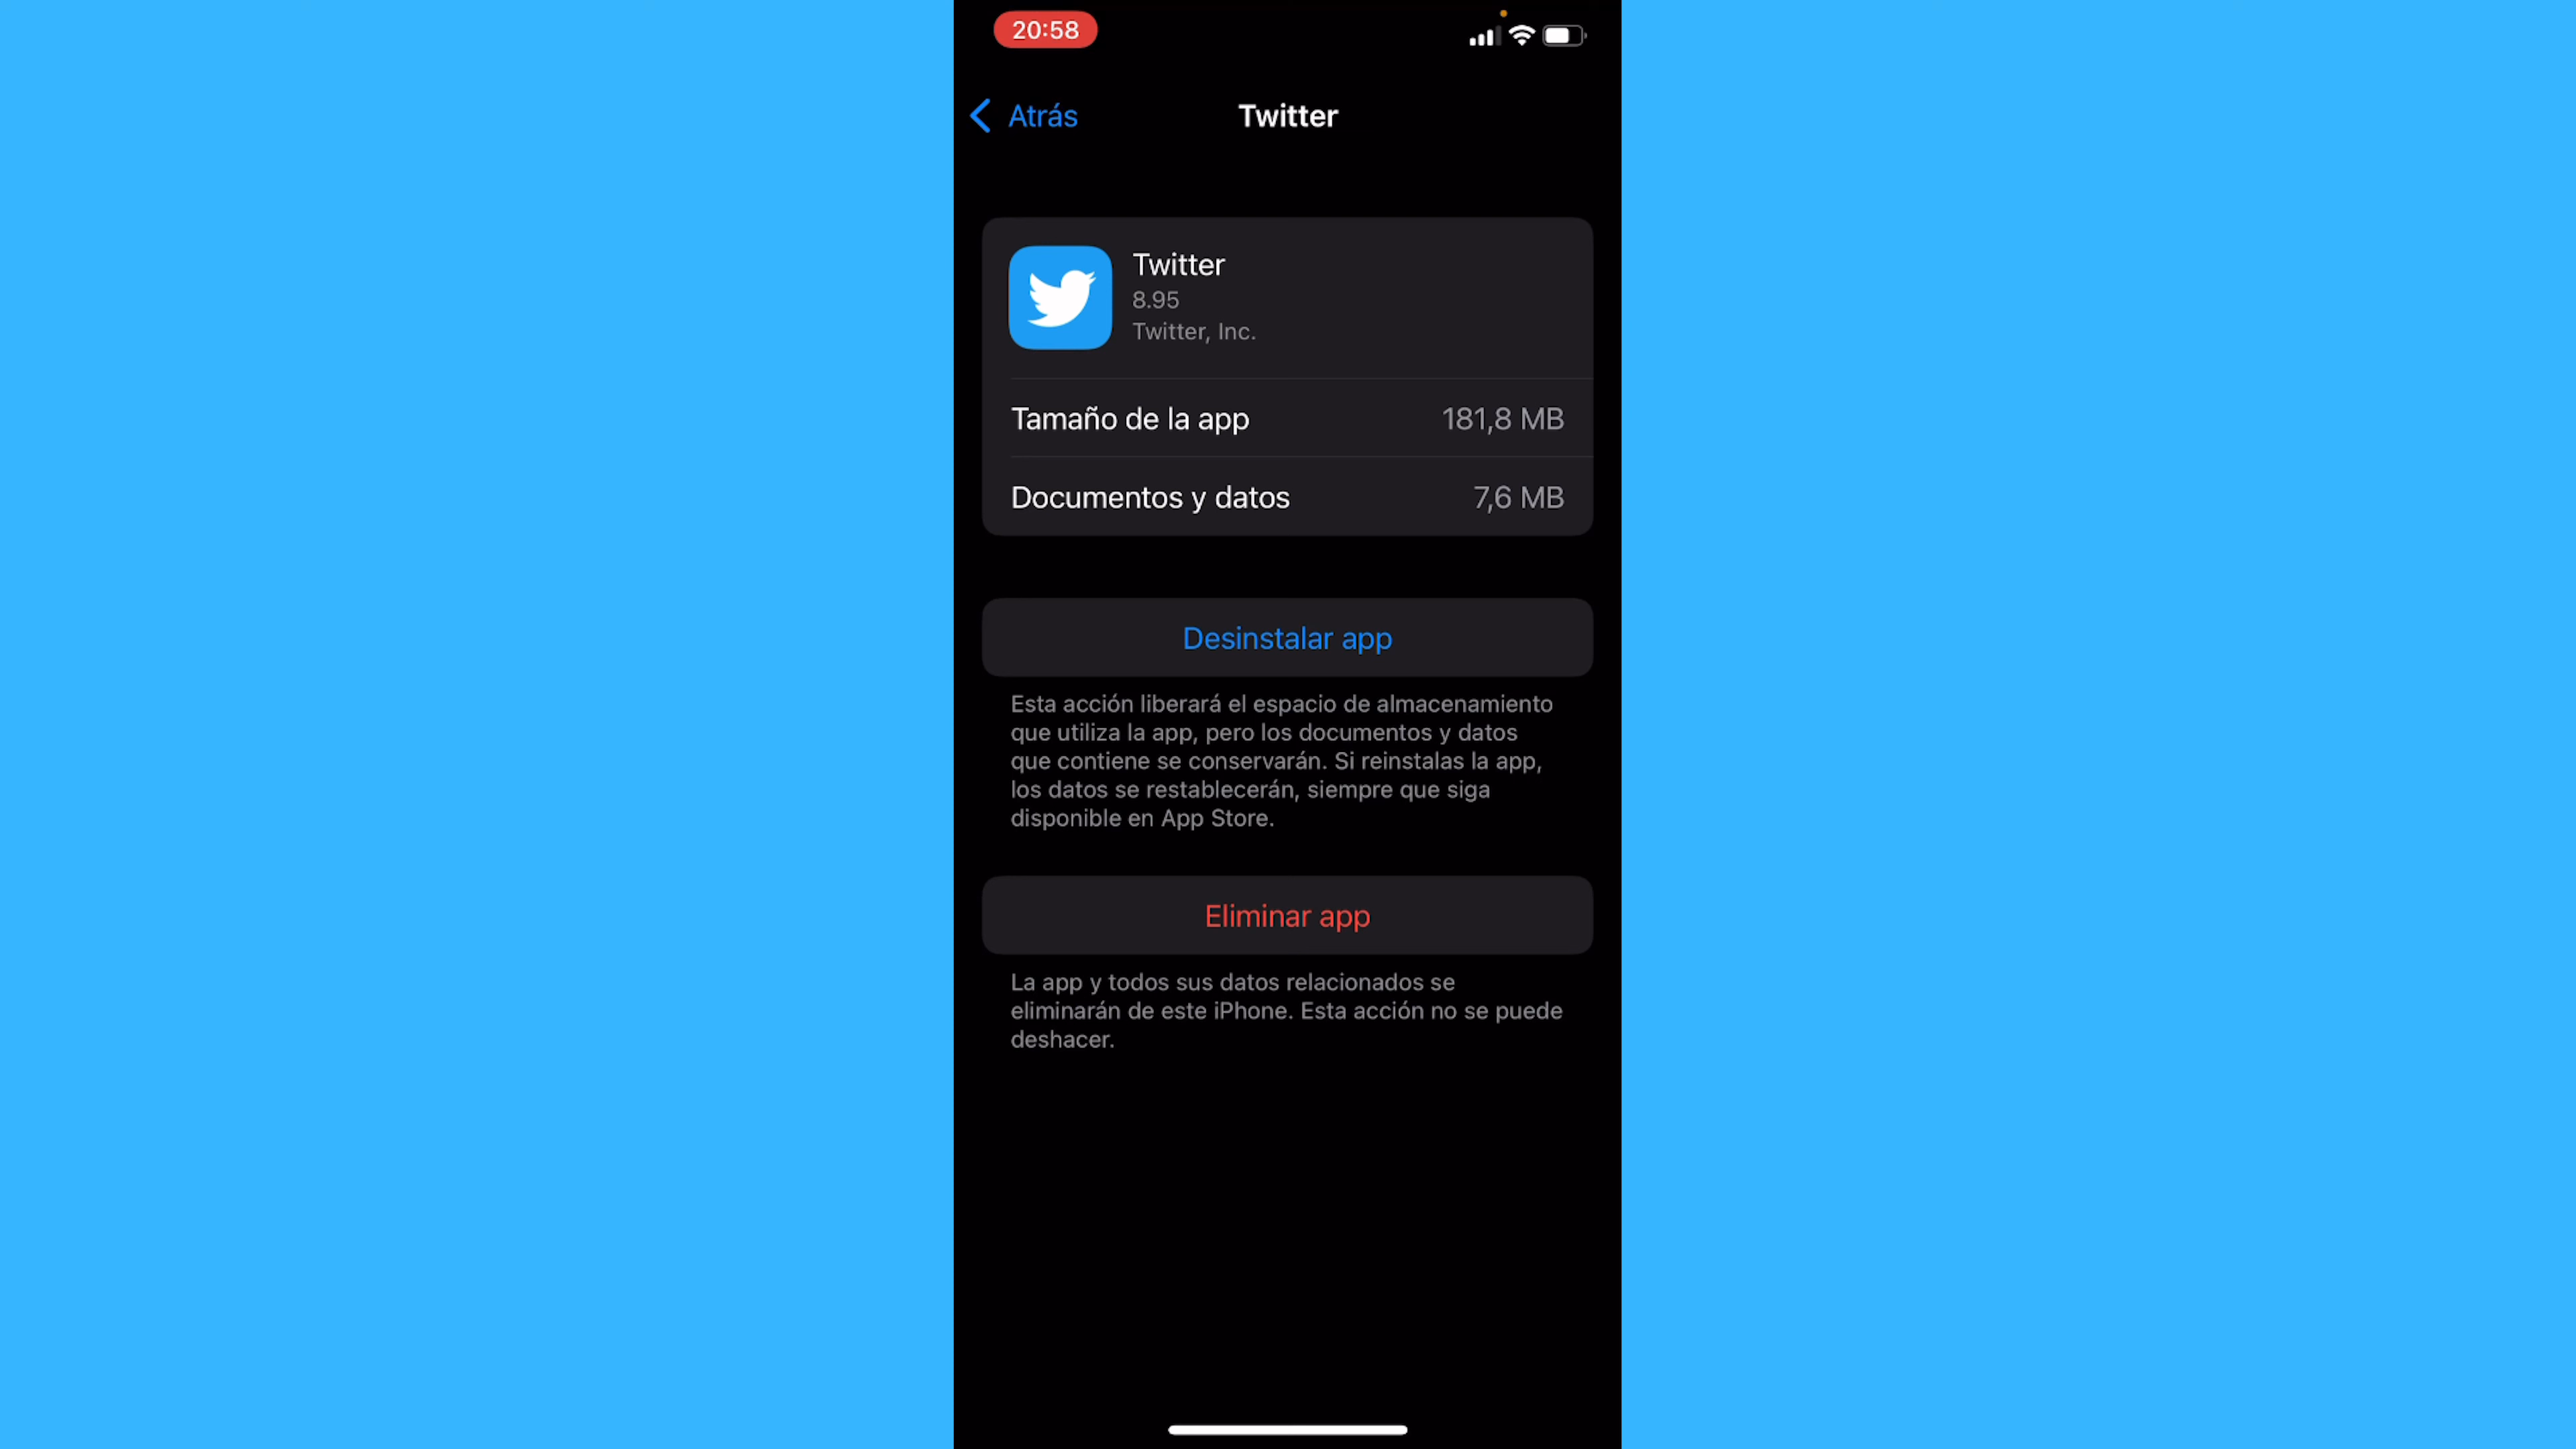 20:58
Atrás
Twitter
Twitter
8.95
Twitter, Inc.
Tamaño de la app 181,8 MB
Documentos y datos 7,6 MB
Desinstalar app
Esta acción liberará el espacio de almacenamiento
que utiliza la app, pero los documentos y datos
que contiene se conservarán. Si reinstalas la app,
los datos se restablecerán, siempre que siga
disponible en App Store.
Eliminar app
La app y todos sus datos relacionados se
eliminarán de este iPhone. Esta acción no se puede
deshacer.